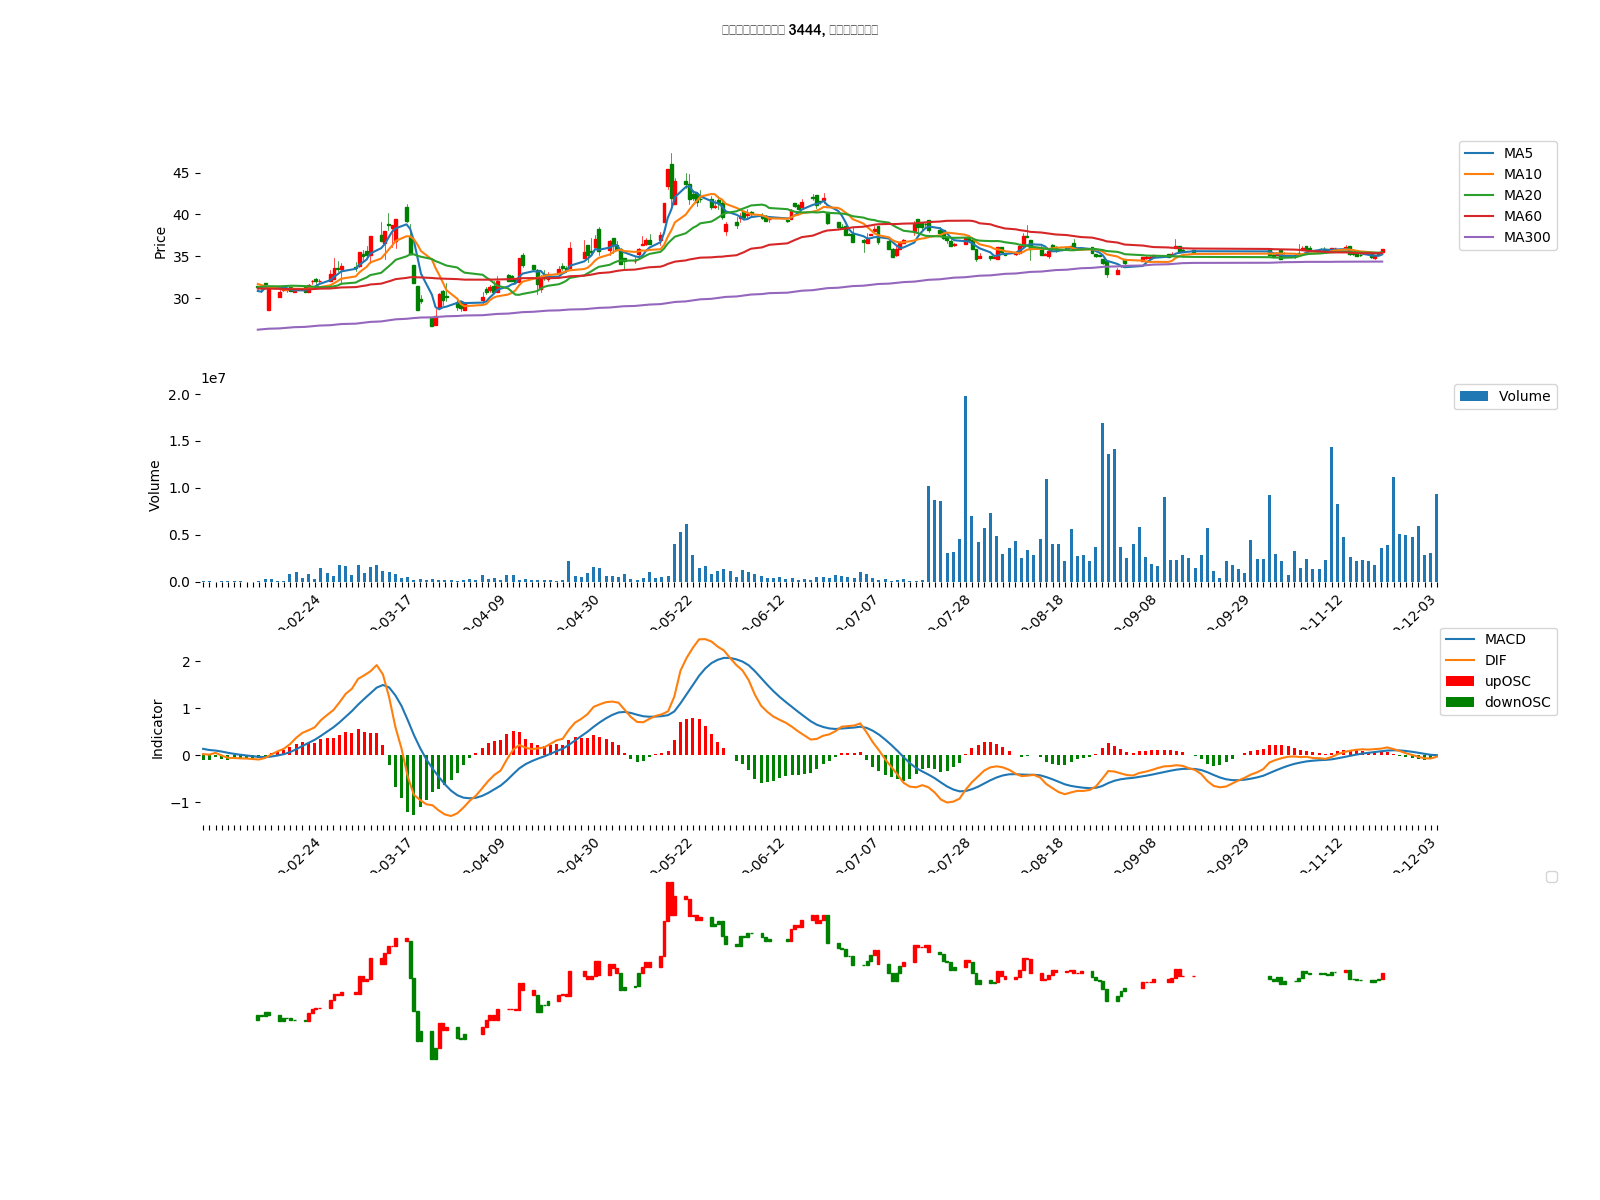 3444,
MA5
MA10
MA20
MA60
MA300
Price
45
40
35
30
1e7
Volume
Volume
2.0
1.5
1.0
0.5
0.0
-02-24
-03-17
-04-09
-04-30
-05-22
-06-12
-07-07
-07-28
-08-18
-09-08
-09-29
-11-12
-12-03
MACD
DIF
upOSC
downOSC
Indicator
2
1
0
−1
-02-24
-03-17
-04-09
-04-30
-05-22
-06-12
-07-07
-07-28
-08-18
-09-08
-09-29
-11-12
-12-03